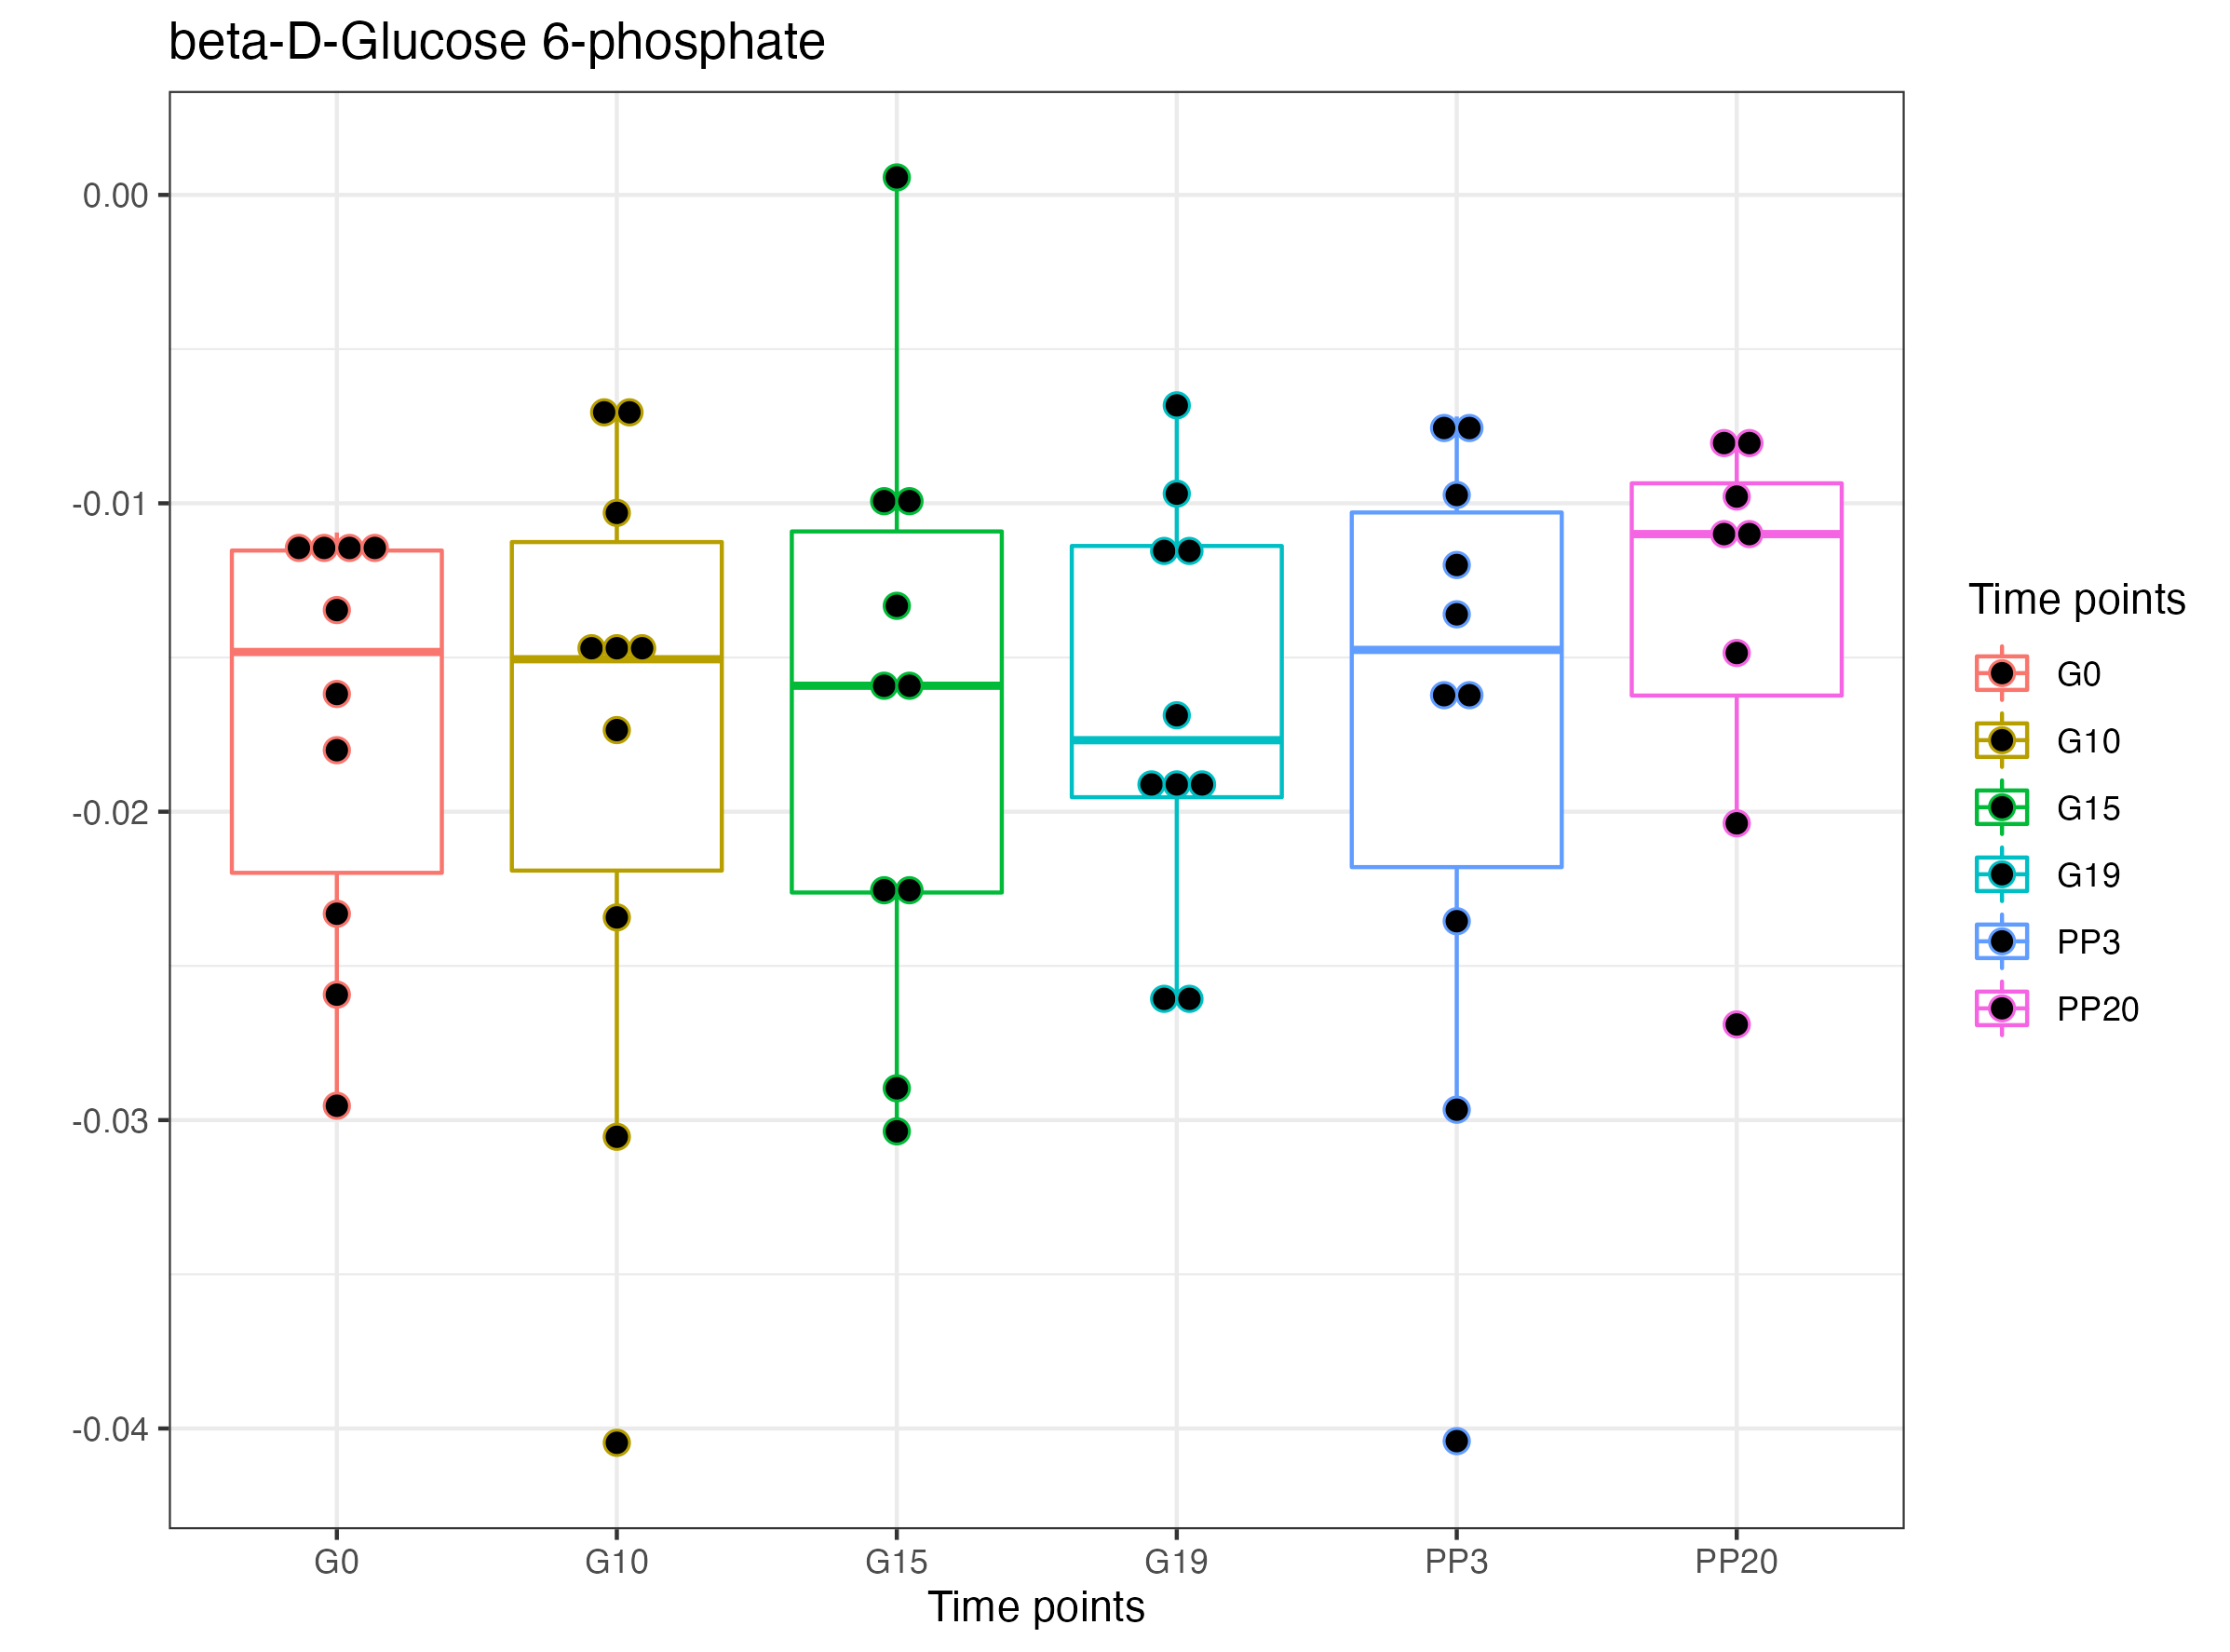 beta-D-Glucose 6-phosphate
0.00
-0.01
-0.02
-0.03
-0.04
G0 G10 G15 G19 PP3 PP20
Time points
Time points
G0
G10
G15
G19
PP3
PP20